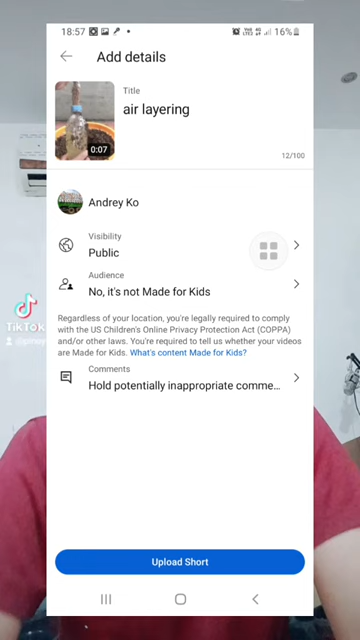 18:57
16%
Add details
Title
air layering
0:07
12/100
Andrey Ko
Visibility
Public
Audience
No, it's not Made for Kids
Regardless of your location, you're legally required to comply
with the US Children's Online Privacy Protection Act (COPPA)
and/or other laws. You're required to tell us whether your videos
are Made for Kids. What's content Made for Kids?
Comments
Hold potentially inappropriate comme...
Upload Short
TikTok